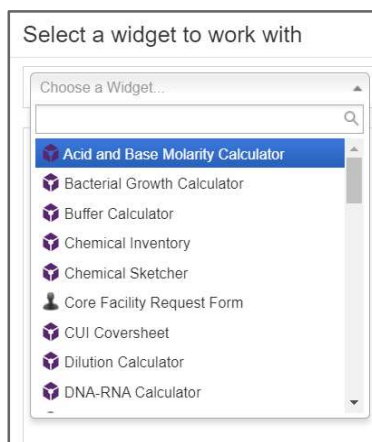 Select a widget to work with
Choose a Widget...
Acid and Base Molarity Calculator
Bacterial Growth Calculator
Buffer Calculator
Chemical Inventory
Chemical Sketcher
Core Facility Request Form
CUI Coversheet
Dilution Calculator
DNA-RNA Calculator